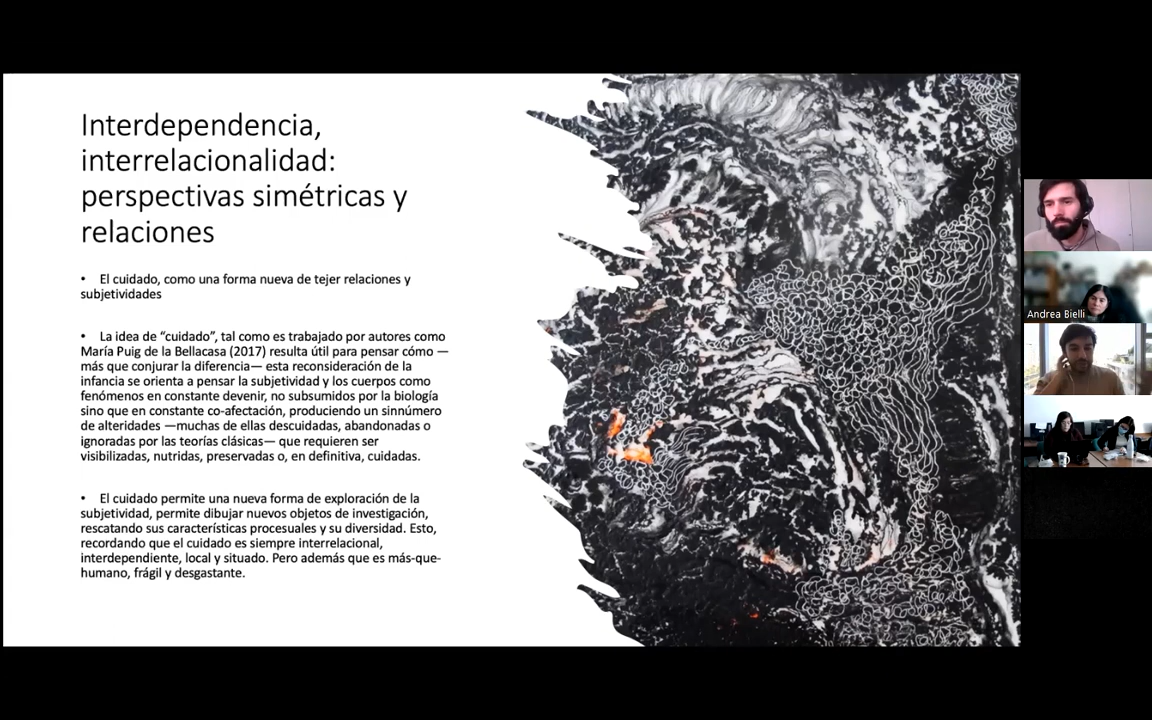 Interdependencia,
interrelacionalidad:
perspectivas simétricas y
relaciones
• El cuidado, como una forma nueva de tejer relaciones y
subjetividades
• La idea de “cuidado”, tal como es trabajado por autores como
María Puig de la Bellacasa (2017) resulta útil para pensar cómo —
más que conjurar la diferencia— esta reconsideración de la
infancia se orienta a pensar la subjetividad y los cuerpos como
fenómenos en constante devenir, no subsumidos por la biología
sino que en constante co-afectación, produciendo un sinnúmero
de alteridades —muchas de ellas descuidadas, abandonadas o
ignoradas por las teorías clásicas— que requieren ser
visibilizadas, nutridas, preservadas o, en definitiva, cuidadas.
• El cuidado permite una nueva forma de exploración de la
subjetividad, permite dibujar nuevos objetos de investigación,
rescatando sus características procesuales y su diversidad. Esto,
recordando que el cuidado es siempre interrelacional,
interdependiente, local y situado. Pero además que es más-que-
humano, frágil y desgastante.
Andrea Bielli